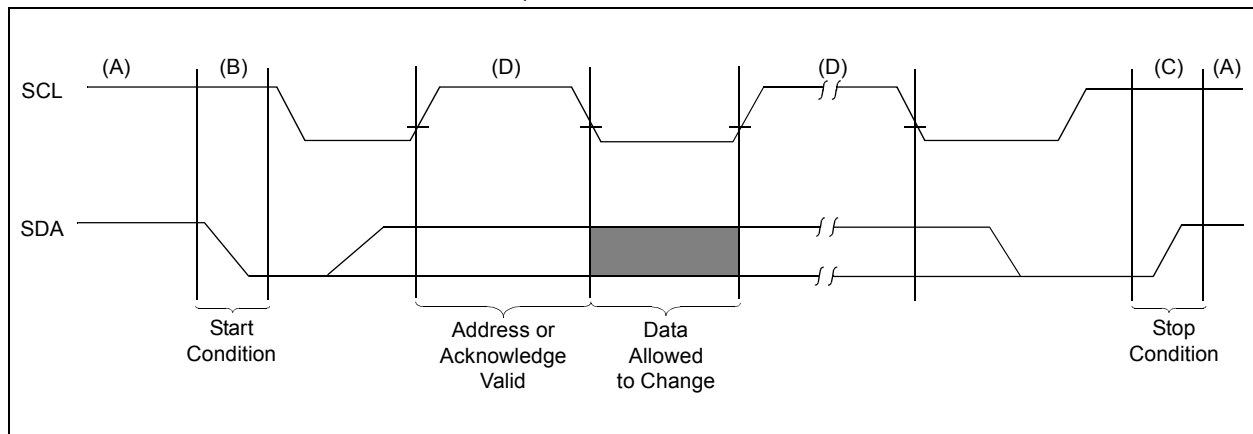 (A) (B) (D) (D) (C) (A)
SCL
SDA
Start
Condition
Address or
Acknowledge
Valid
Data
Allowed
to Change
Stop
Condition